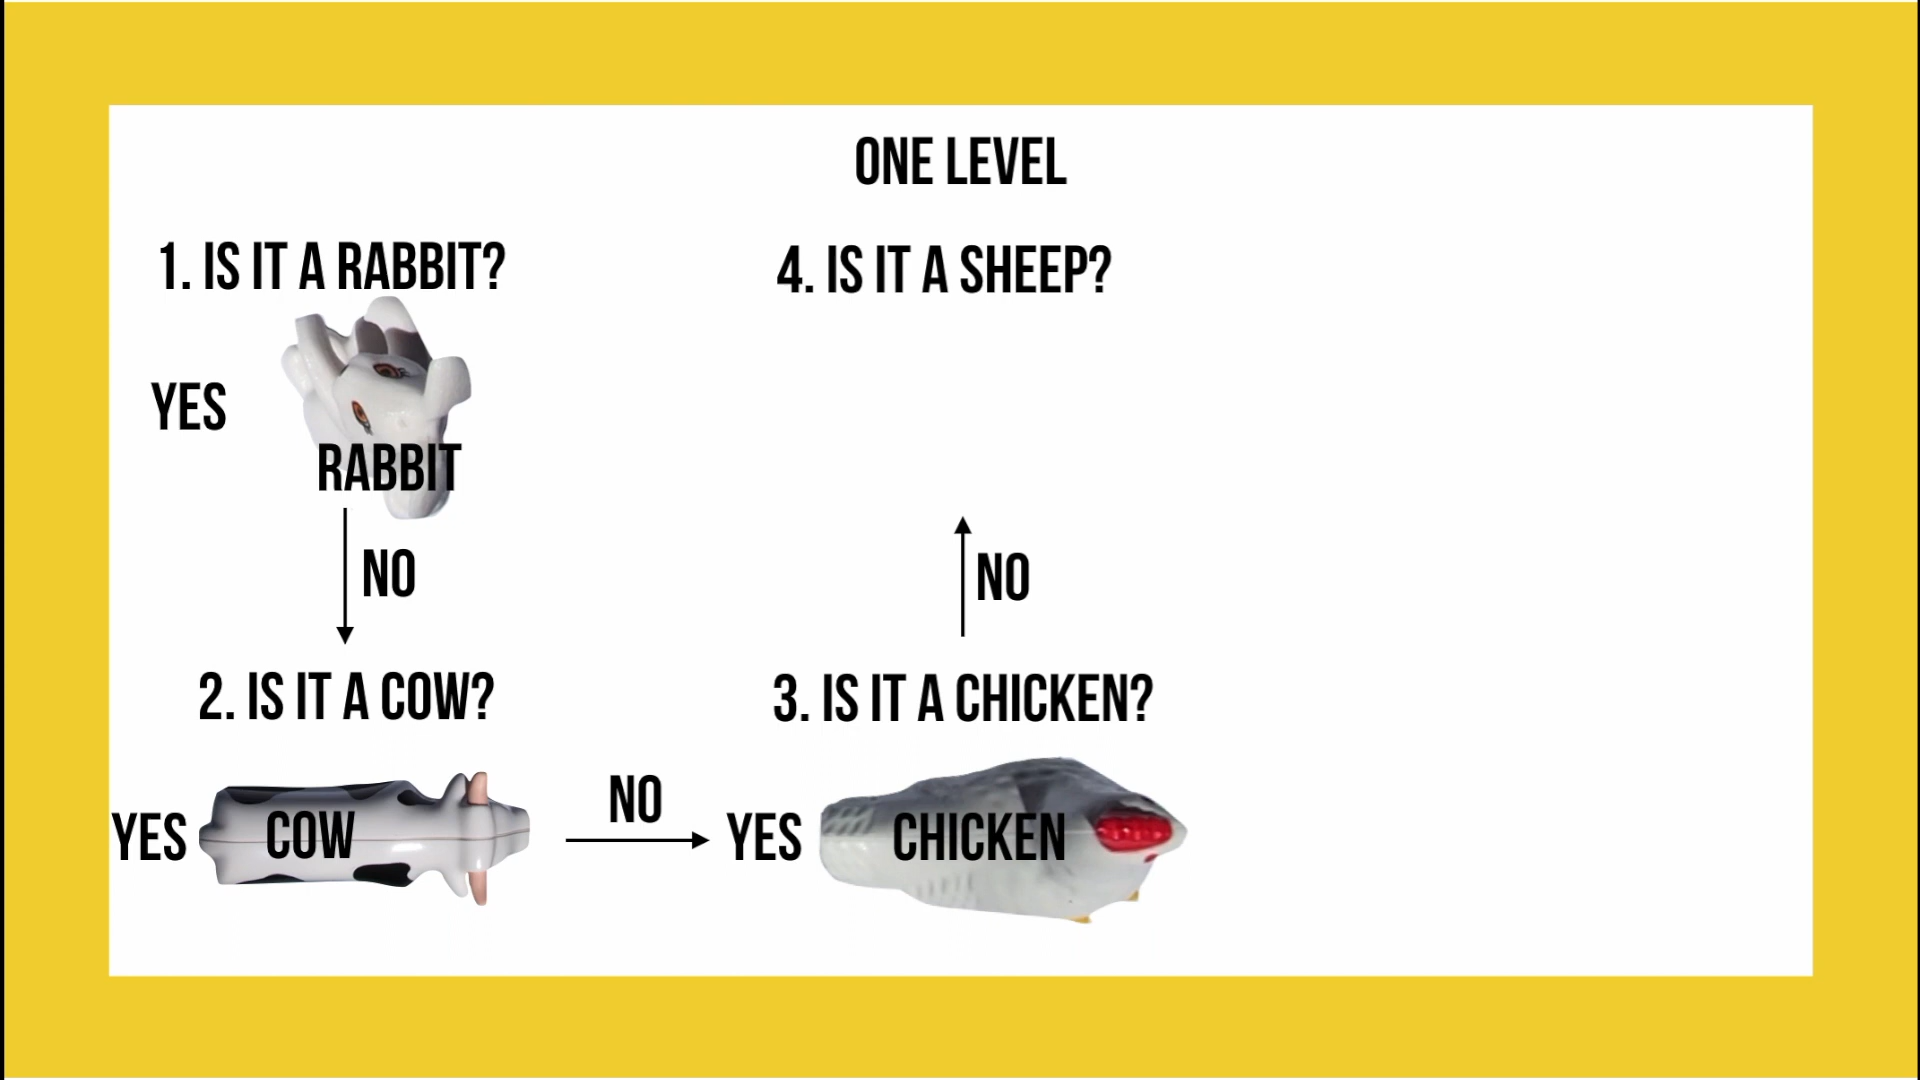 ONE LEVEL
1. IS IT A RABBIT?
YES
RABBIT
NO
2. IS IT A COW?
YES
COW
NO
3. IS IT A CHICKEN?
YES
CHICKEN
NO
4. IS IT A SHEEP?